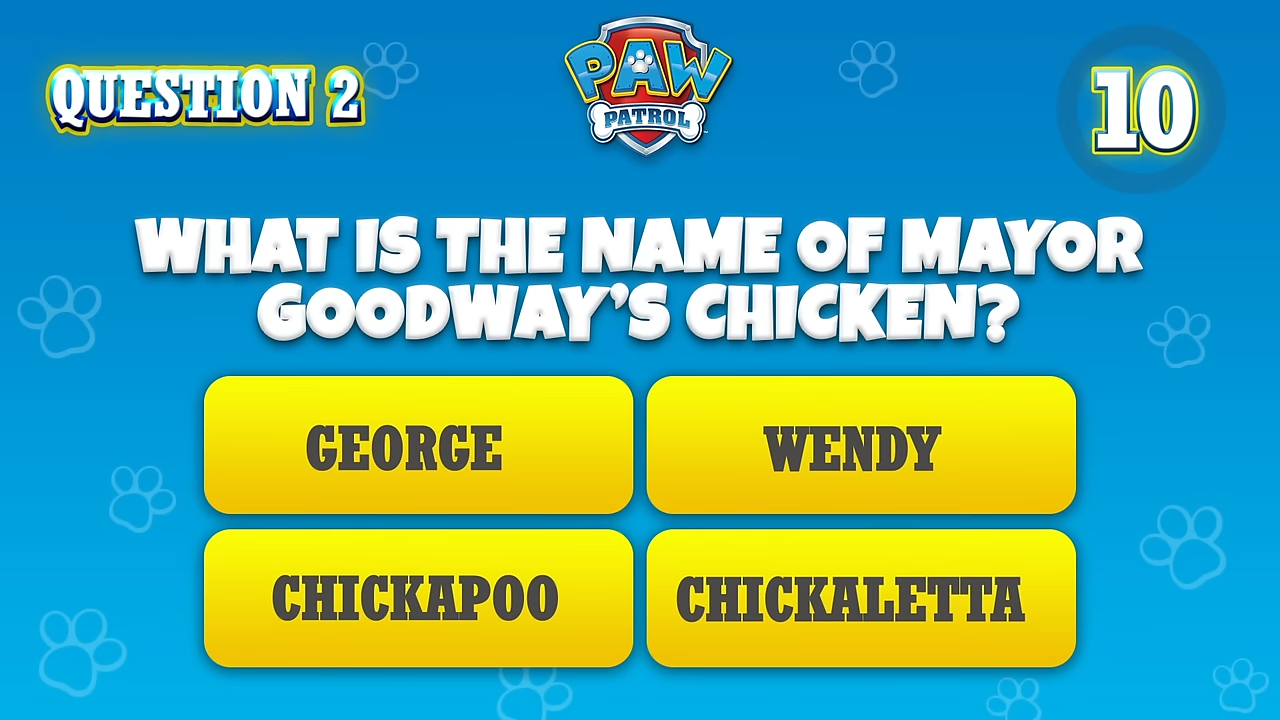 QUESTION 2
PAW
PATROL
10
WHAT IS THE NAME OF MAYOR
GOODWAY'S CHICKEN?
GEORGE
WENDY
CHICKAPOO
CHICKALETTA